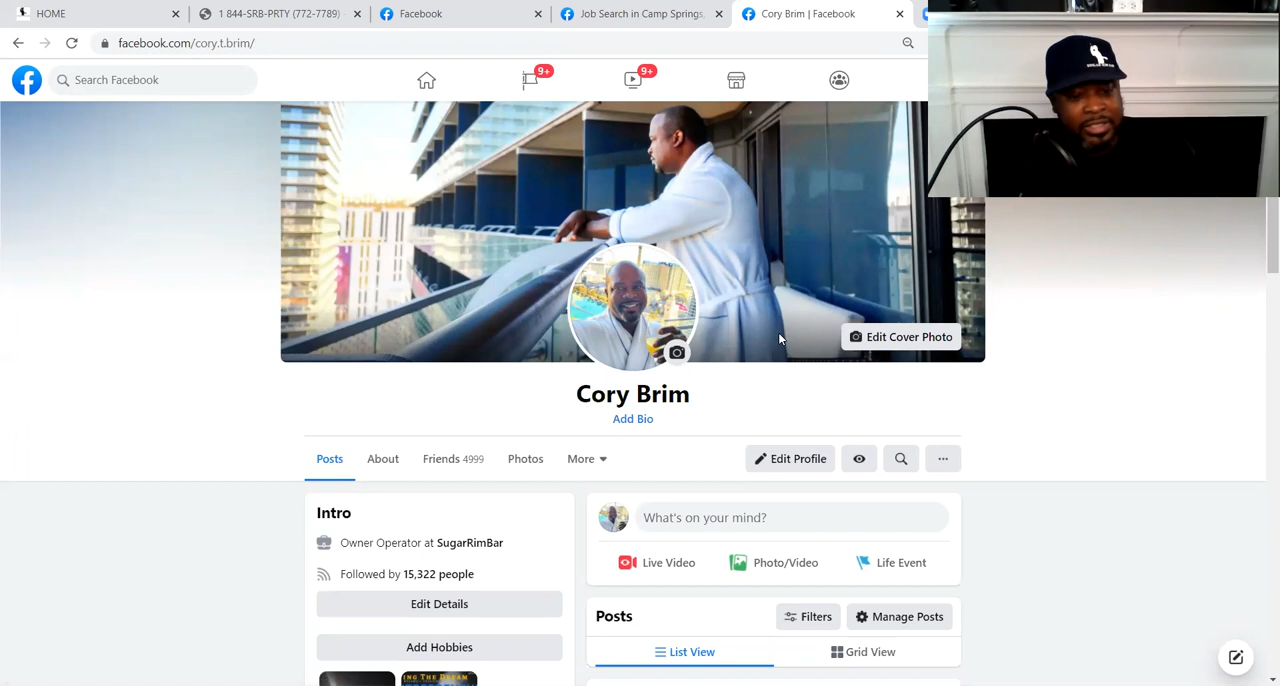 HOME
1 844-SRB-PRTY (772-7789)
Facebook
Job Search in Camp Springs,
Cory Brim | Facebook
facebook.com/cory.t.brim/
Search Facebook
9+
9+
Edit Cover Photo
Cory Brim
Add Bio
Posts
About
Friends 4999
Photos
More
Edit Profile
Intro
Owner Operator at SugarRimBar
Followed by 15,322 people
Edit Details
Add Hobbies
What's on your mind?
Live Video
Photo/Video
Life Event
Posts
Filters
Manage Posts
List View
Grid View